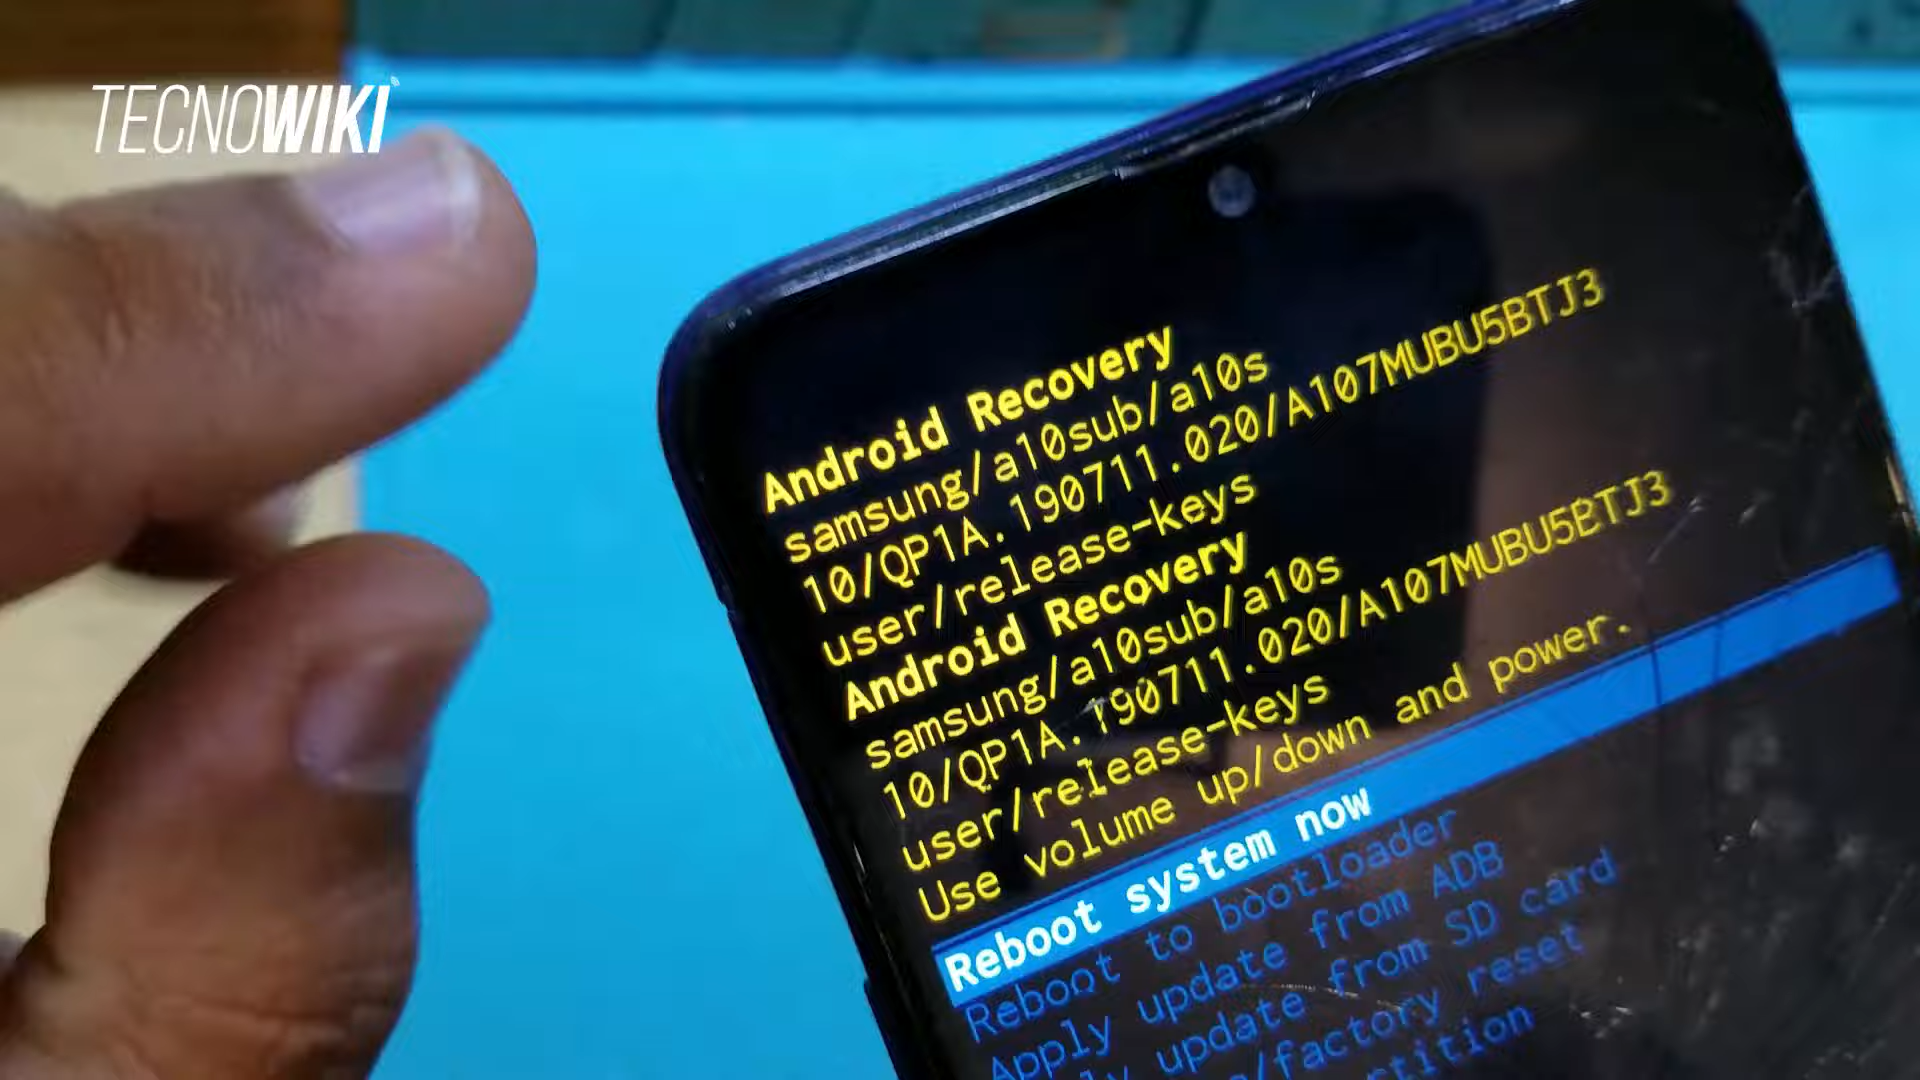 TECNOWIKI
Android Recovery
samsung/a10sub/a10s
10/QP1A.190711.020/A107MUBU5BTJ3
user/release-keys
Android Recovery
samsung/a10sub/a10s
10/QP1A.190711.020/A107MUBU5BTJ3
user/release-keys
Use volume up/down and power.
Reboot system now
Reboot to bootloader
Apply update from ADB
update from SD card
/factory reset